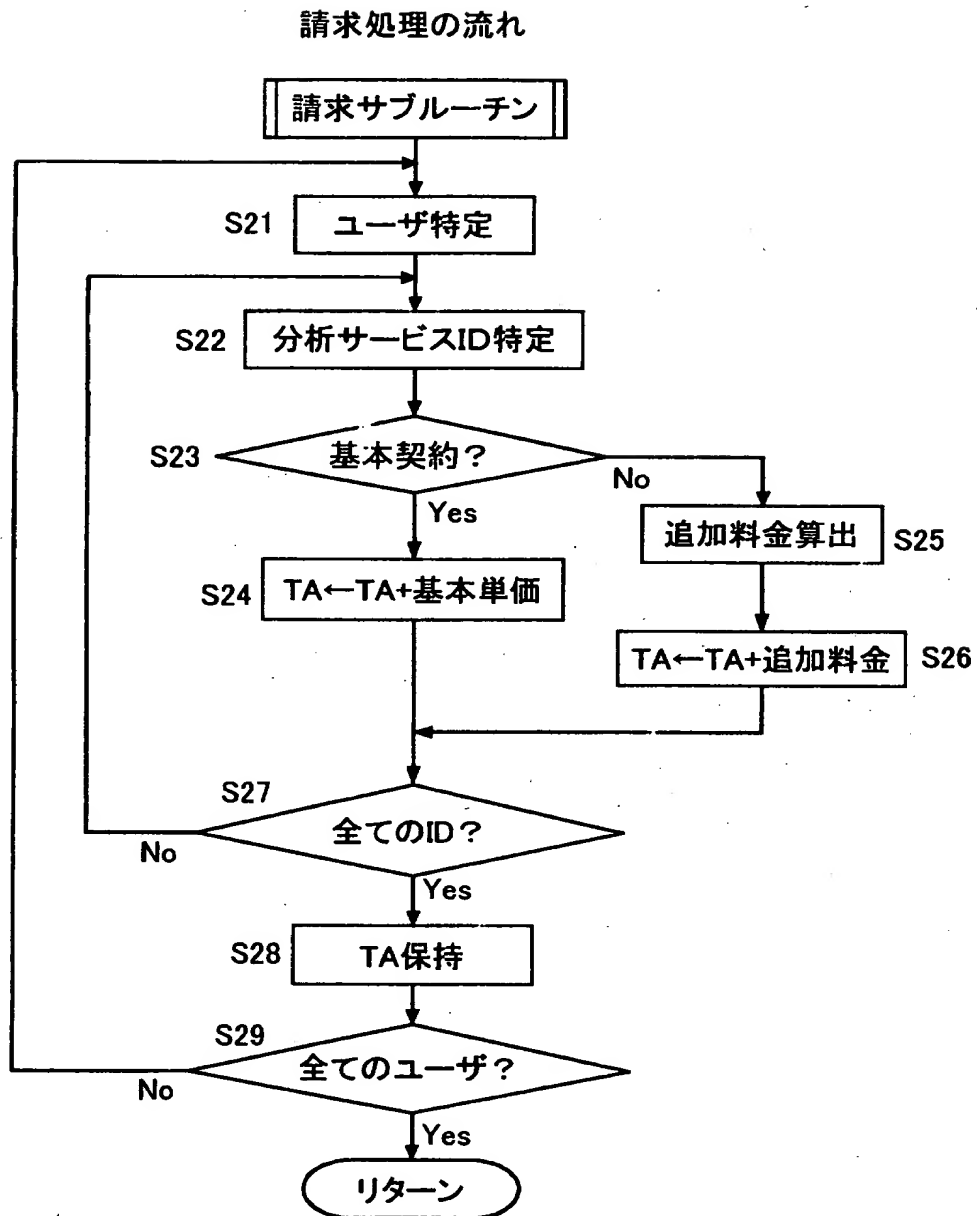 請求処理の流れ
請求サブルーチン
S21
ユーザ特定
S22
分析サービスID特定
S23
基本契約?
No
Yes
追加料金算出
S25
S24
TA←TA+基本単価
TA←TA+追加料金
S26
S27
全てのID?
No
Yes
S28
TA保持
S29
全てのユーザ?
No
Yes
リターン